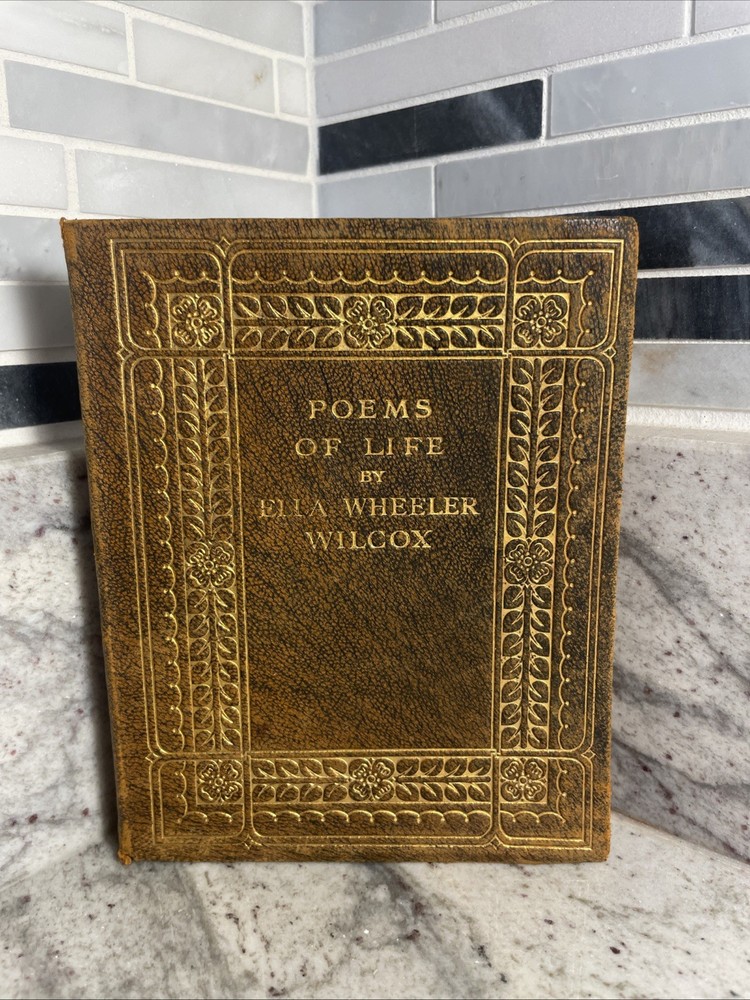 POEMS
OF LIFE
BY
ELLA WHEELER
WILCOX